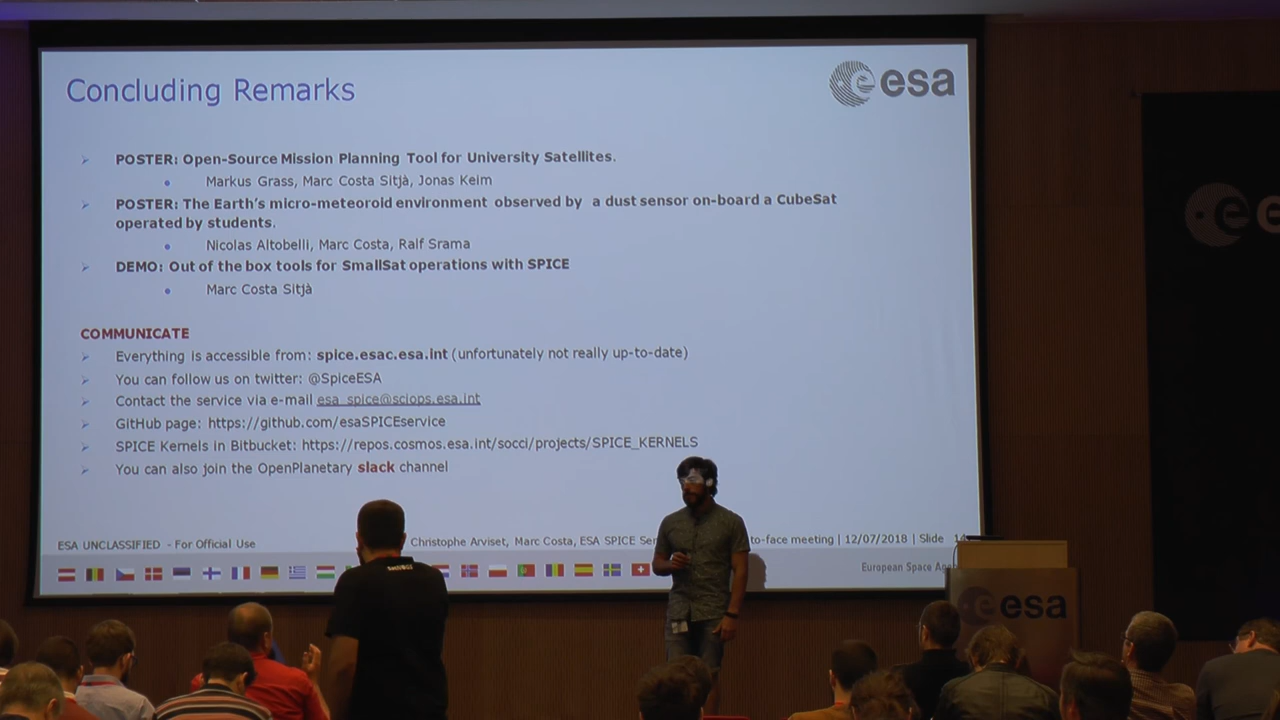 Concluding Remarks
esa
POSTER: Open-Source Mission Planning Tool for University Satellites.
Markus Grass, Marc Costa Sitjà, Jonas Keim
POSTER: The Earth's micro-meteoroid environment observed by a dust sensor on-board a CubeSat
operated by students.
Nicolas Altobelli, Marc Costa, Ralf Srama
DEMO: Out of the box tools for SmallSat operations with SPICE
Marc Costa Sitjà
COMMUNICATE
Everything is accessible from: spice.esac.esa.int (unfortunately not really up-to-date)
You can follow us on twitter: @SpiceESA
Contact the service via e-mail esa_spice@sciops.esa.int
GitHub page: https://github.com/esaSPICEservice
SPICE Kernels in Bitbucket: https://repos.cosmos.esa.int/socci/projects/SPICE_KERNELS
You can also join the OpenPlanetary slack channel
ESA UNCLASSIFIED - For Official Use
Christophe Arviset, Marc Costa, ESA SPICE Ser to-face meeting | 12/07/2018 | Slide
European Space
esa